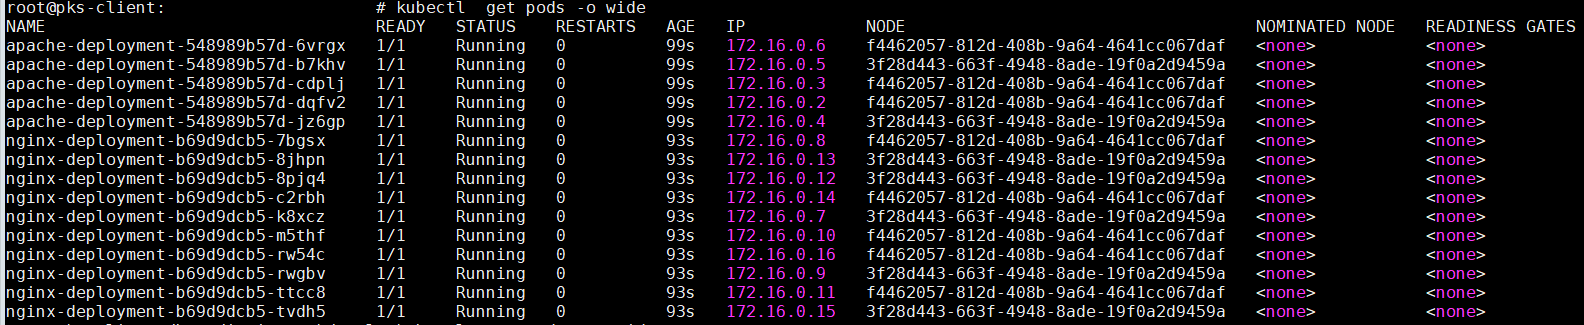 root@pks-client: # kubectl  get pods -o wide
NAME READY STATUS RESTARTS AGE IP NODE NOMINATED NODE READINESS GATES
apache-deployment-548989b57d-6vrgx 1/1 Running 0 99s 172.16.0.6 f4462057-812d-408b-9a64-4641cc067daf <none> <none>
apache-deployment-548989b57d-b7khv 1/1 Running 0 99s 172.16.0.5 3f28d443-663f-4948-8ade-19f0a2d9459a <none> <none>
apache-deployment-548989b57d-cdplj 1/1 Running 0 99s 172.16.0.3 f4462057-812d-408b-9a64-4641cc067daf <none> <none>
apache-deployment-548989b57d-dqfv2 1/1 Running 0 99s 172.16.0.2 f4462057-812d-408b-9a64-4641cc067daf <none> <none>
apache-deployment-548989b57d-jz6gp 1/1 Running 0 99s 172.16.0.4 3f28d443-663f-4948-8ade-19f0a2d9459a <none> <none>
nginx-deployment-b69d9dcb5-7bgsx 1/1 Running 0 93s 172.16.0.8 f4462057-812d-408b-9a64-4641cc067daf <none> <none>
nginx-deployment-b69d9dcb5-8jhpn 1/1 Running 0 93s 172.16.0.13 3f28d443-663f-4948-8ade-19f0a2d9459a <none> <none>
nginx-deployment-b69d9dcb5-8pjq4 1/1 Running 0 93s 172.16.0.12 3f28d443-663f-4948-8ade-19f0a2d9459a <none> <none>
nginx-deployment-b69d9dcb5-c2rbh 1/1 Running 0 93s 172.16.0.14 f4462057-812d-408b-9a64-4641cc067daf <none> <none>
nginx-deployment-b69d9dcb5-k8xcz 1/1 Running 0 93s 172.16.0.7 3f28d443-663f-4948-8ade-19f0a2d9459a <none> <none>
nginx-deployment-b69d9dcb5-m5thf 1/1 Running 0 93s 172.16.0.10 f4462057-812d-408b-9a64-4641cc067daf <none> <none>
nginx-deployment-b69d9dcb5-rw54c 1/1 Running 0 93s 172.16.0.16 f4462057-812d-408b-9a64-4641cc067daf <none> <none>
nginx-deployment-b69d9dcb5-rwgbv 1/1 Running 0 93s 172.16.0.9 3f28d443-663f-4948-8ade-19f0a2d9459a <none> <none>
nginx-deployment-b69d9dcb5-ttcc8 1/1 Running 0 93s 172.16.0.11 f4462057-812d-408b-9a64-4641cc067daf <none> <none>
nginx-deployment-b69d9dcb5-tvdh5 1/1 Running 0 93s 172.16.0.15 3f28d443-663f-4948-8ade-19f0a2d9459a <none> <none>